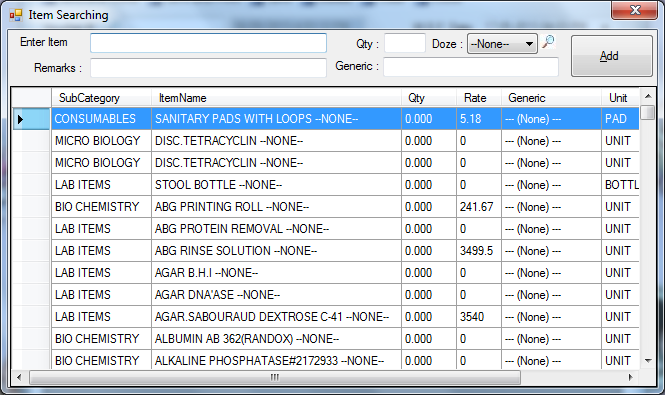 Item Searching
Enter Item Qty : Doze : --None--
Remarks : Generic : Add
SubCategory ItemName Qty Rate Generic Unit
CONSUMABLES SANITARY PADS WITH LOOPS --NONE-- 0.000 5.18 --- (None) --- PAD
MICRO BIOLOGY DISC.TETRACYCLIN --NONE-- 0.000 0 --- (None) --- UNIT
MICRO BIOLOGY DISC.TETRACYCLIN --NONE-- 0.000 0 --- (None) --- UNIT
LAB ITEMS STOOL BOTTLE --NONE-- 0.000 0 --- (None) --- BOTTL
BIO CHEMISTRY ABG PRINTING ROLL --NONE-- 0.000 241.67 --- (None) --- UNIT
LAB ITEMS ABG PROTEIN REMOVAL --NONE-- 0.000 0 --- (None) --- UNIT
LAB ITEMS ABG RINSE SOLUTION --NONE-- 0.000 3499.5 --- (None) --- UNIT
LAB ITEMS AGAR B.H.I --NONE-- 0.000 0 --- (None) --- UNIT
LAB ITEMS AGAR DNA'ASE --NONE-- 0.000 0 --- (None) --- UNIT
LAB ITEMS AGAR.SABOURAUD DEXTROSE C-41 --NONE-- 0.000 3540 --- (None) --- UNIT
BIO CHEMISTRY ALBUMIN AB 362(RANDOX) --NONE-- 0.000 0 --- (None) --- UNIT
BIO CHEMISTRY ALKALINE PHOSPHATASE#2172933 --NONE-- 0.000 0 --- (None) --- UNIT